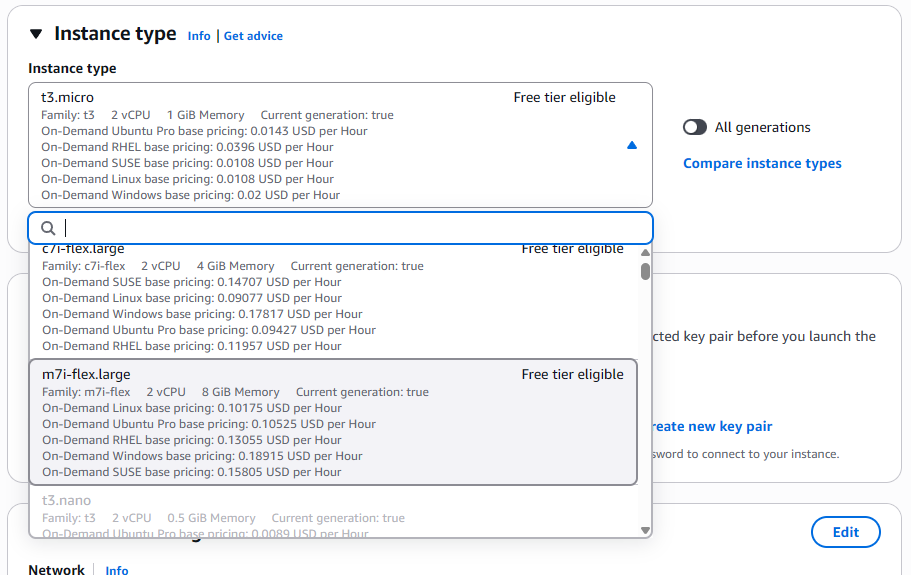 Instance type Info | Get advice
Instance type
t3.micro Free tier eligible
Family: t3 2 vCPU 1 GiB Memory Current generation: true
On-Demand Ubuntu Pro base pricing: 0.0143 USD per Hour
On-Demand RHEL base pricing: 0.0396 USD per Hour
On-Demand SUSE base pricing: 0.0108 USD per Hour
On-Demand Linux base pricing: 0.0108 USD per Hour
On-Demand Windows base pricing: 0.02 USD per Hour
All generations
Compare instance types
c7i-flex.large Free tier eligible
Family: c7i-flex 2 vCPU 4 GiB Memory Current generation: true
On-Demand SUSE base pricing: 0.14707 USD per Hour
On-Demand Linux base pricing: 0.09077 USD per Hour
On-Demand Windows base pricing: 0.17817 USD per Hour
On-Demand Ubuntu Pro base pricing: 0.09427 USD per Hour
On-Demand RHEL base pricing: 0.11957 USD per Hour
m7i-flex.large Free tier eligible
Family: m7i-flex 2 vCPU 8 GiB Memory Current generation: true
On-Demand Linux base pricing: 0.10175 USD per Hour
On-Demand Ubuntu Pro base pricing: 0.10525 USD per Hour
On-Demand RHEL base pricing: 0.13055 USD per Hour
On-Demand Windows base pricing: 0.18915 USD per Hour
On-Demand SUSE base pricing: 0.15805 USD per Hour
t3.nano
Family: t3 2 vCPU 0.5 GiB Memory Current generation: true
On-Demand Ubuntu Pro base pricing: 0.0089 USD per Hour
cted key pair before you launch the
reate new key pair
sword to connect to your instance.
Edit
Network Info